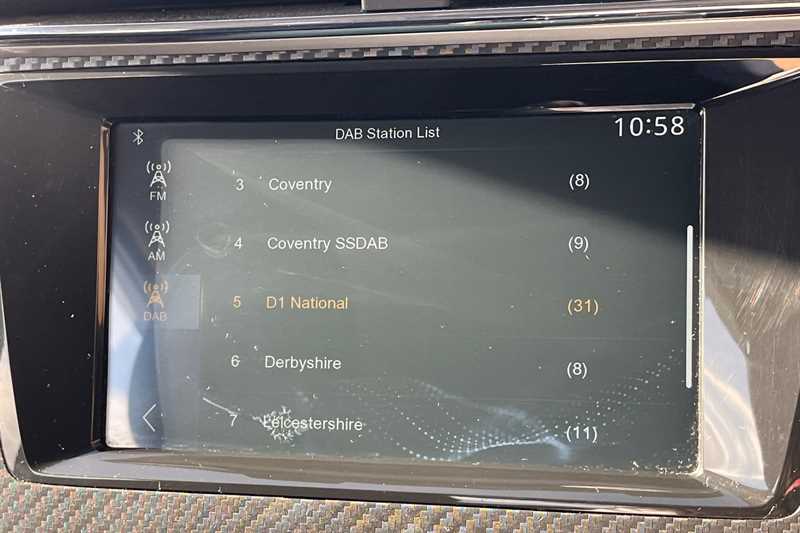 DAB Station List
10:58
FM
3 Coventry (8)
AM
4 Coventry SSDAB (9)
DAB
5 D1 National (31)
6 Derbyshire (8)
7 Leicestershire (11)